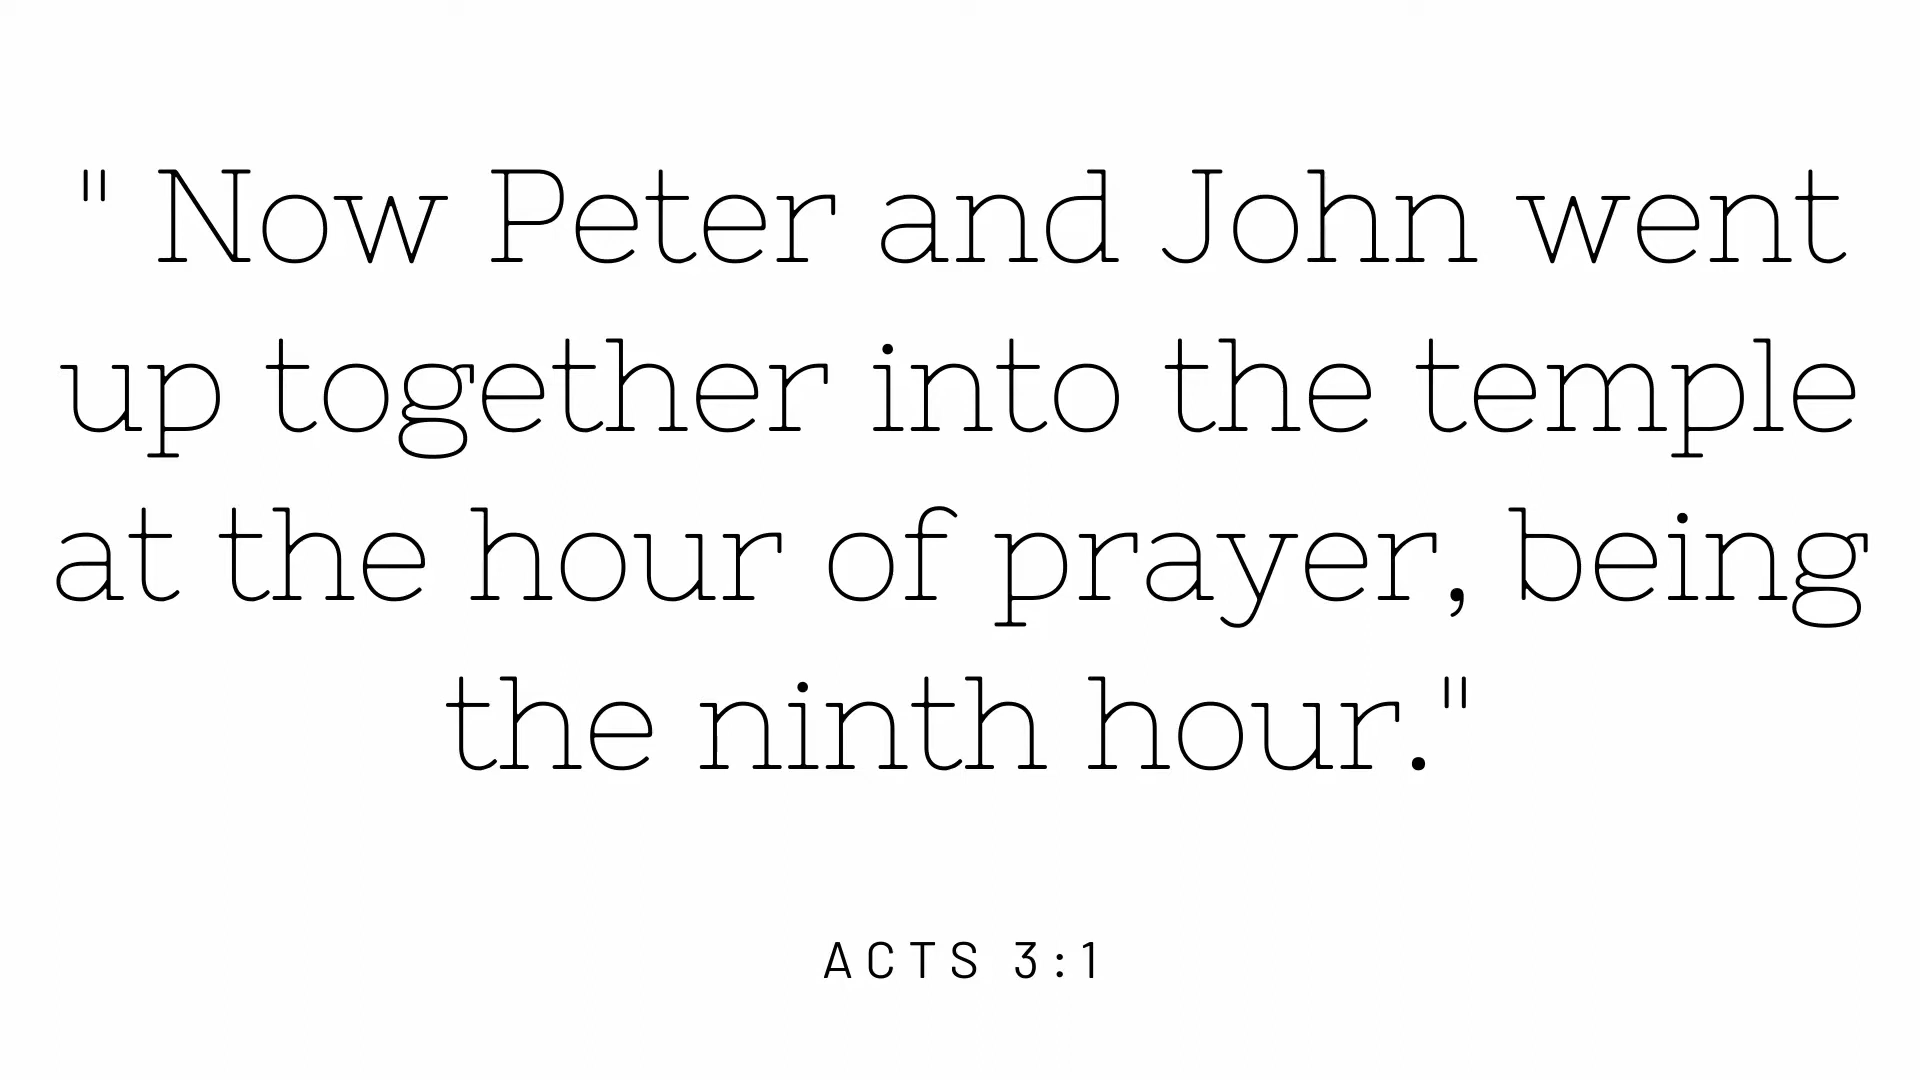 " Now Peter and John went
up together into the temple
at the hour of prayer, being
the ninth hour."
ACTS 3:1